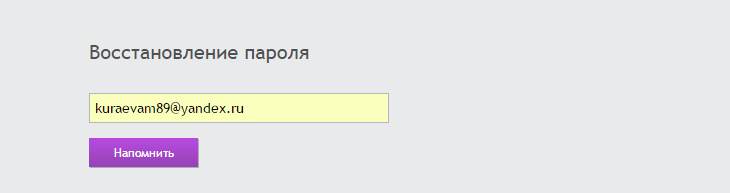 Восстановление пароля
kuraevam89@yandex.ru
Напомнить